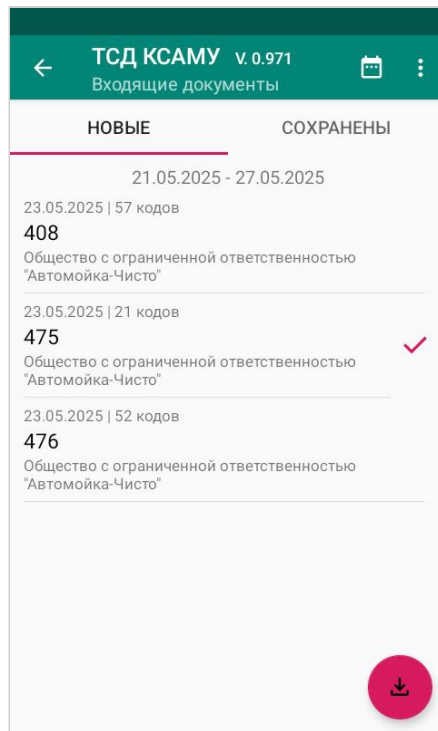 ТСД КСАМУ V. 0.971
Входящие документы
НОВЫЕ СОХРАНЕНЫ
21.05.2025 - 27.05.2025
23.05.2025 | 57 кодов
408
Общество с ограниченной ответственностью
"Автомойка-Чисто"
23.05.2025 | 21 кодов
475
Общество с ограниченной ответственностью
"Автомойка-Чисто"
23.05.2025 | 52 кодов
476
Общество с ограниченной ответственностью
"Автомойка-Чисто"